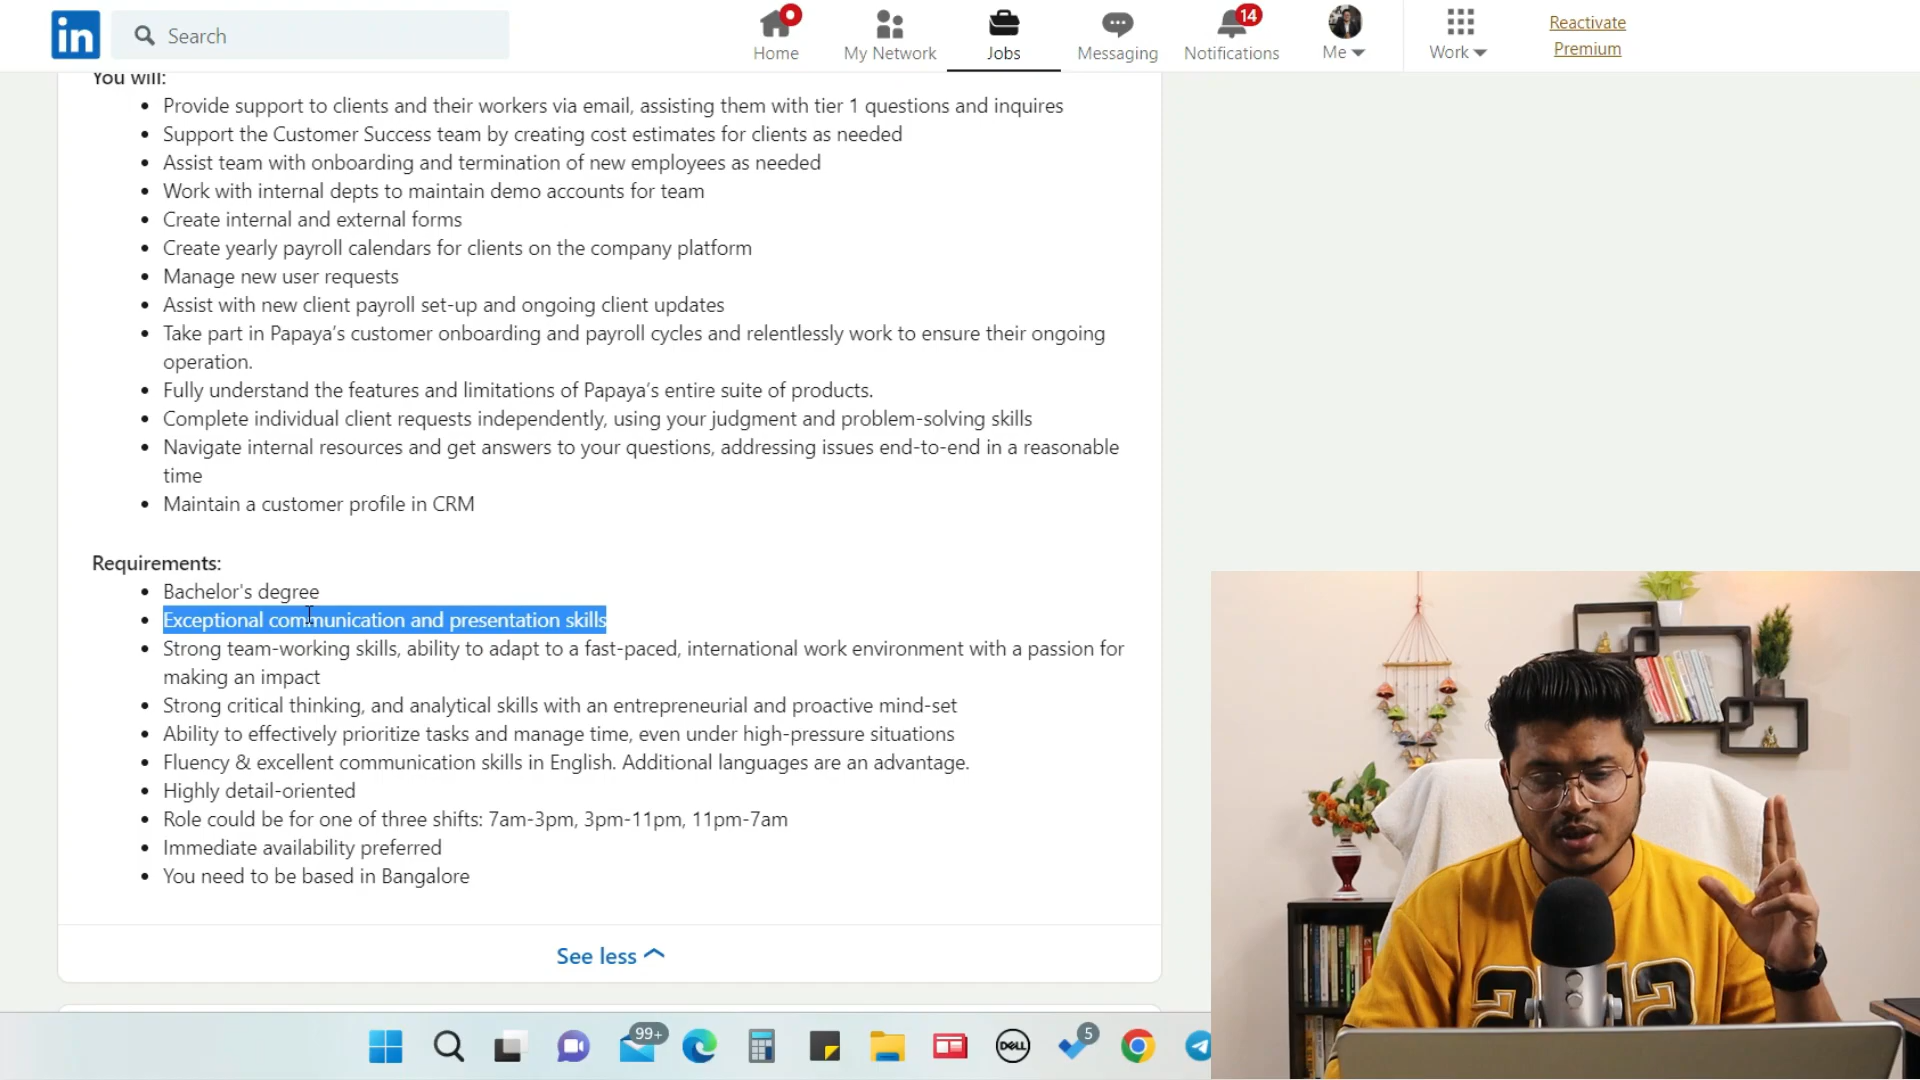 in
Search
Home
My Network
Jobs
Messaging
14
Notifications
Me
Work
Reactivate
Premium
You will:
Provide support to clients and their workers via email, assisting them with tier 1 questions and inquires
Support the Customer Success team by creating cost estimates for clients as needed
Assist team with onboarding and termination of new employees as needed
Work with internal depts to maintain demo accounts for team
Create internal and external forms
Create yearly payroll calendars for clients on the company platform
Manage new user requests
Assist with new client payroll set-up and ongoing client updates
Take part in Papaya's customer onboarding and payroll cycles and relentlessly work to ensure their ongoing
operation.
Fully understand the features and limitations of Papaya's entire suite of products.
Complete individual client requests independently, using your judgment and problem-solving skills
Navigate internal resources and get answers to your questions, addressing issues end-to-end in a reasonable
time
Maintain a customer profile in CRM
Requirements:
Bachelor's degree
Exceptional communication and presentation skills
Strong team-working skills, ability to adapt to a fast-paced, international work environment with a passion for
making an impact
Strong critical thinking, and analytical skills with an entrepreneurial and proactive mind-set
Ability to effectively prioritize tasks and manage time, even under high-pressure situations
Fluency & excellent communication skills in English. Additional languages are an advantage.
Highly detail-oriented
Role could be for one of three shifts: 7am-3pm, 3pm-11pm, 11pm-7am
Immediate availability preferred
You need to be based in Bangalore
See less
99+
DELL
5